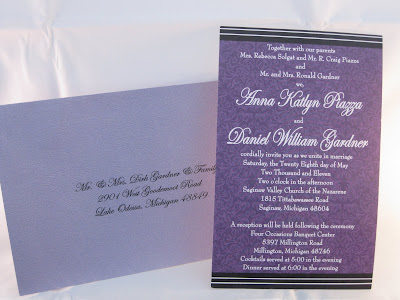 Together with our parents
Mrs. Rebecca Solgat and Mr. R. Craig Piazza
and
Mr. and Mrs. Ronald Gardner
we,
Anna Katlyn Piazza
and
Daniel William Gardner
cordially invite you as we unite in marriage
Saturday, the Twenty Eighth day of May
Two Thousand and Eleven
Two o'clock in the afternoon
Saginaw Valley Church of the Nazarene
1815 Tittabawassee Road
Saginaw, Michigan 48604
A reception will be held following the ceremony
Four Occasions Banquet Center
5397 Millington Road
Millington, Michigan
Cocktails served at 5:00 in the evening
Dinner served at 6:00 in the evening
Mr. & Mrs. Dirk Gardner & Family
2901 West Goodemont Road
Lake Odessa, Michigan 48849